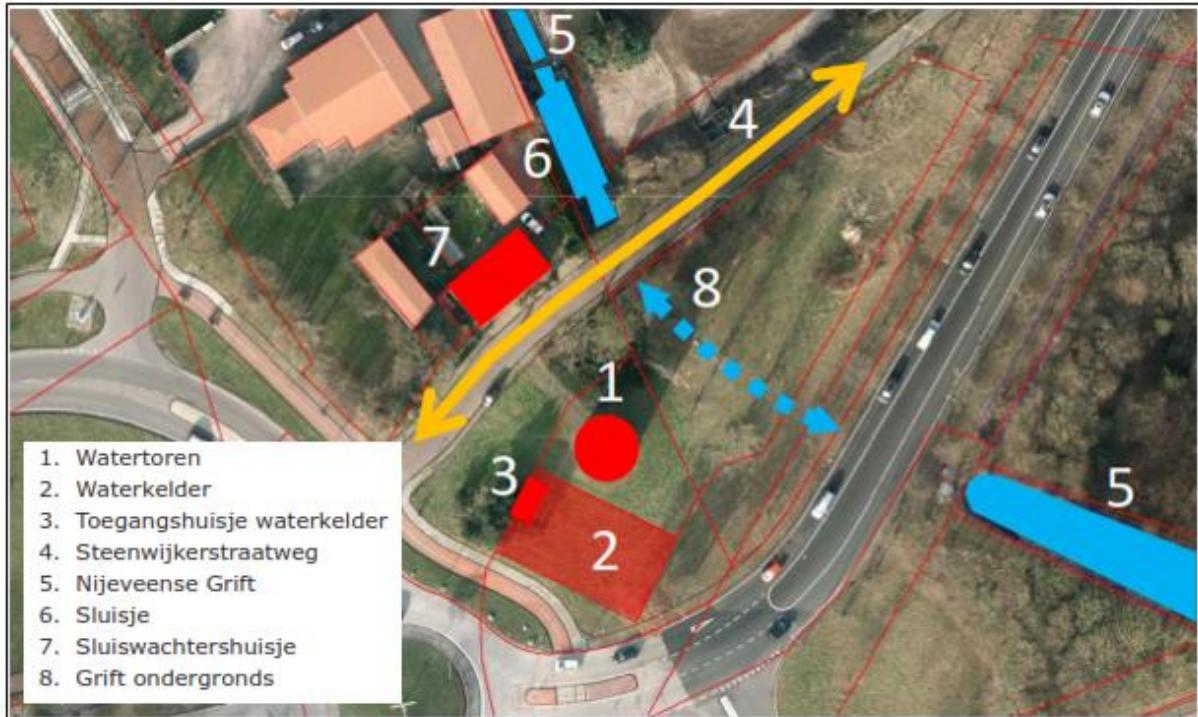 5
4
6
7
8
1
3
5
2
1. Watertoren
2. Waterkelder
3. Toegangshuisje waterkelder
4. Steenwijkerstraatweg
5. Nijeveense Grift
6. Sluisje
7. Sluiswachtershuisje
8. Grift ondergronds